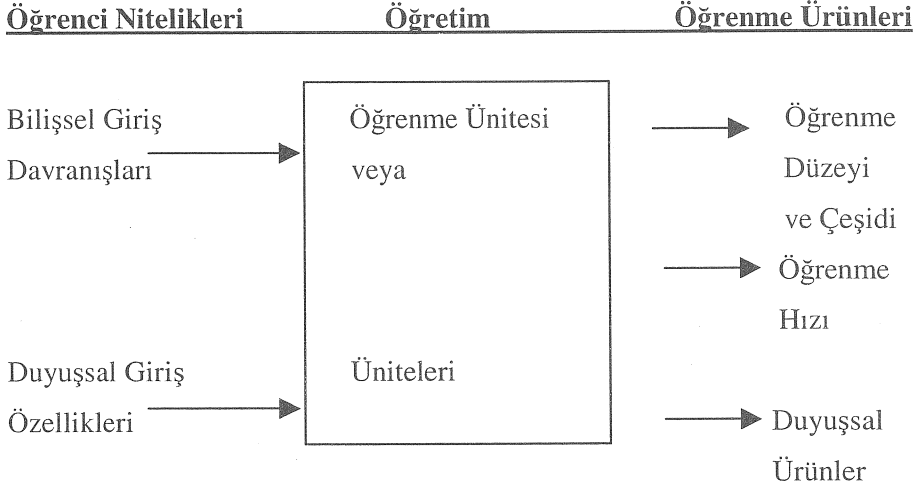 Öğrenci Nitelikleri Öğretim Öğrenme Ürünleri
Bilişsel Giriş
Davranışları
Öğrenme Ünitesi
veya
Öğrenme
Düzeyi
ve Çeşidi
Öğrenme
Hızı
Duyuşsal Giriş
Özellikleri
Üniteleri
Duyuşsal
Ürünler